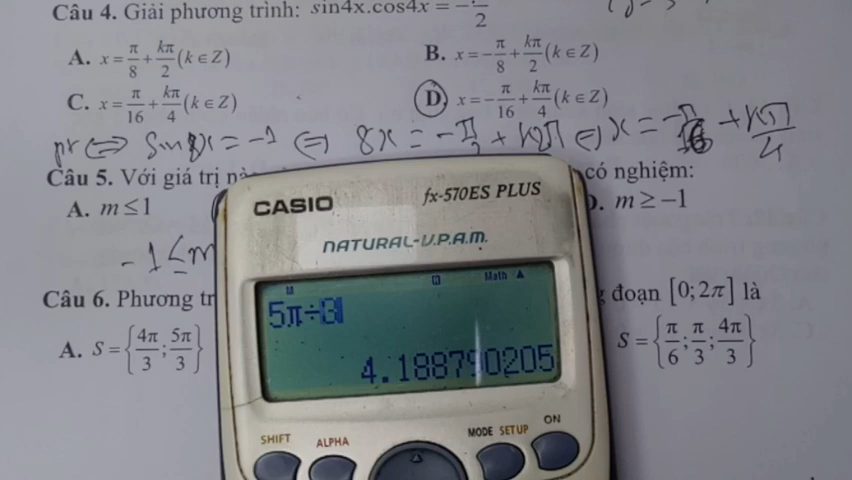 Câu 4. Giải phương trình: sin4x.cos4x = -
2
A. x = π/8 + kπ/2 (k ∈ Z)
B. x = -π/8 + kπ/2 (k ∈ Z)
C. x = π/16 + kπ/4 (k ∈ Z)
D. x = -π/16 + kπ/4 (k ∈ Z)
pr ⇔ sin8x = -1 ⇔ 8x = -π/2 + k2π ⇔ x = -π/16 + kπ/4
Câu 5. Với giá trị có nghiệm:
A. m ≤ 1
m ≥ -1
-1 ≤ m
Câu 6. Phương đoạn [0;2π] là
A. S = {4π/3; 5π/3}
S = {π/6; π/3; 4π/3}
CASIO fx-570ES PLUS
NATURAL-V.P.A.M.
M D Math ▲
5π÷3
4.188790205
SHIFT ALPHA MODE SETUP ON